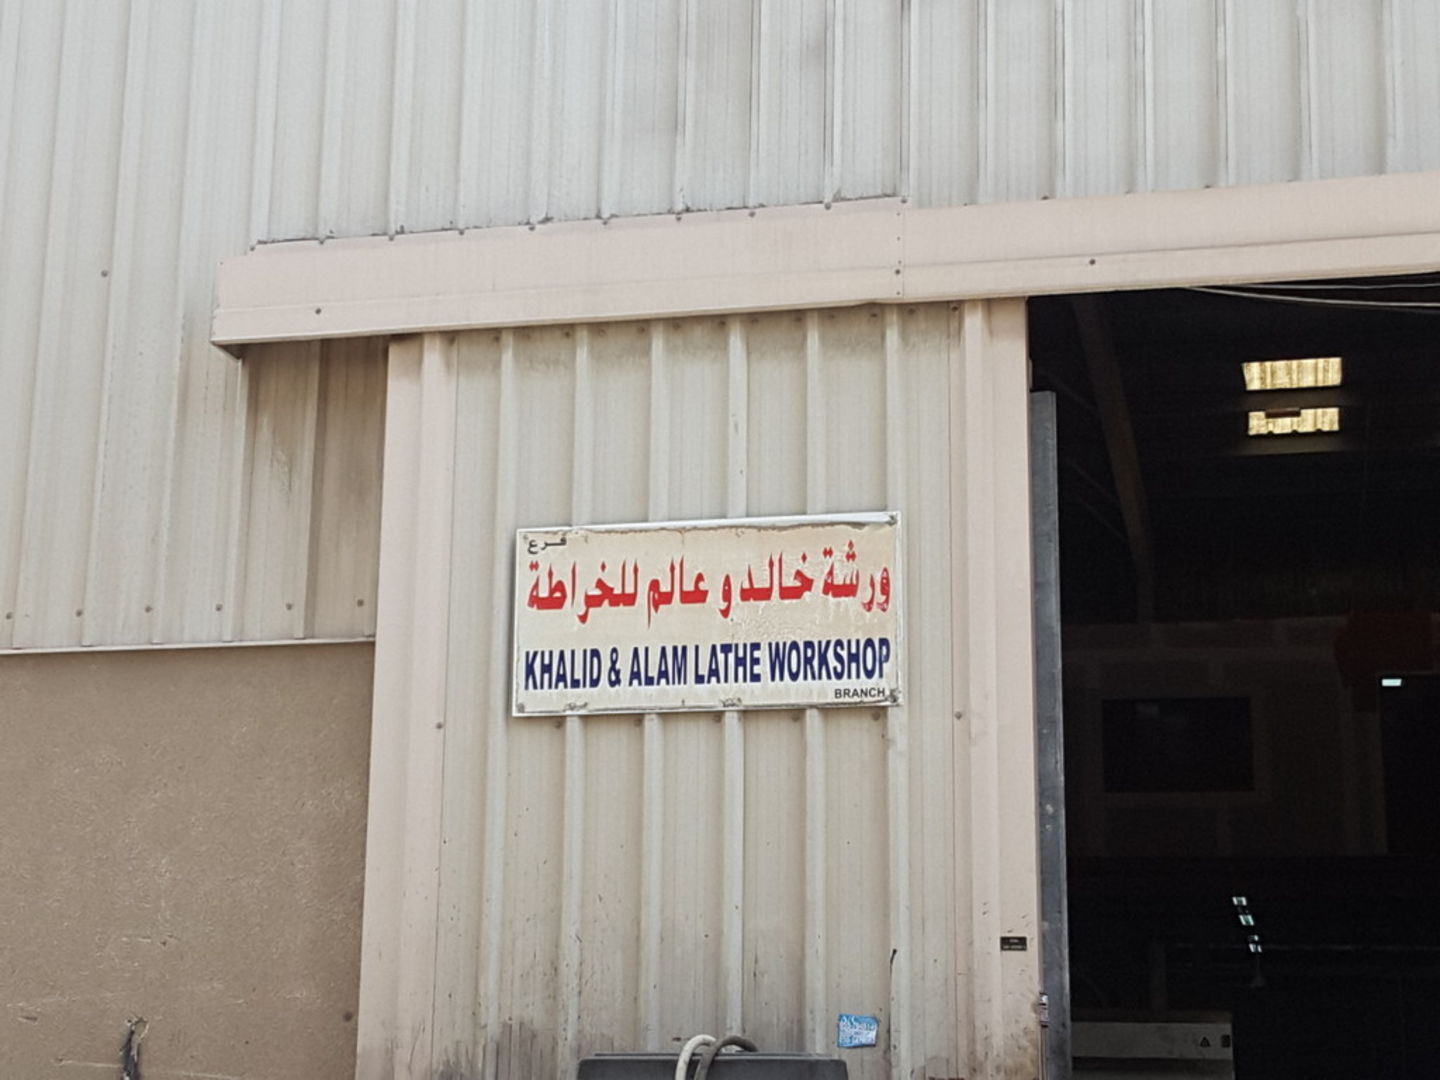 فرع
ورشة خالد و عالم للخراطة
KHALID & ALAM LATHE WORKSHOP
BRANCH